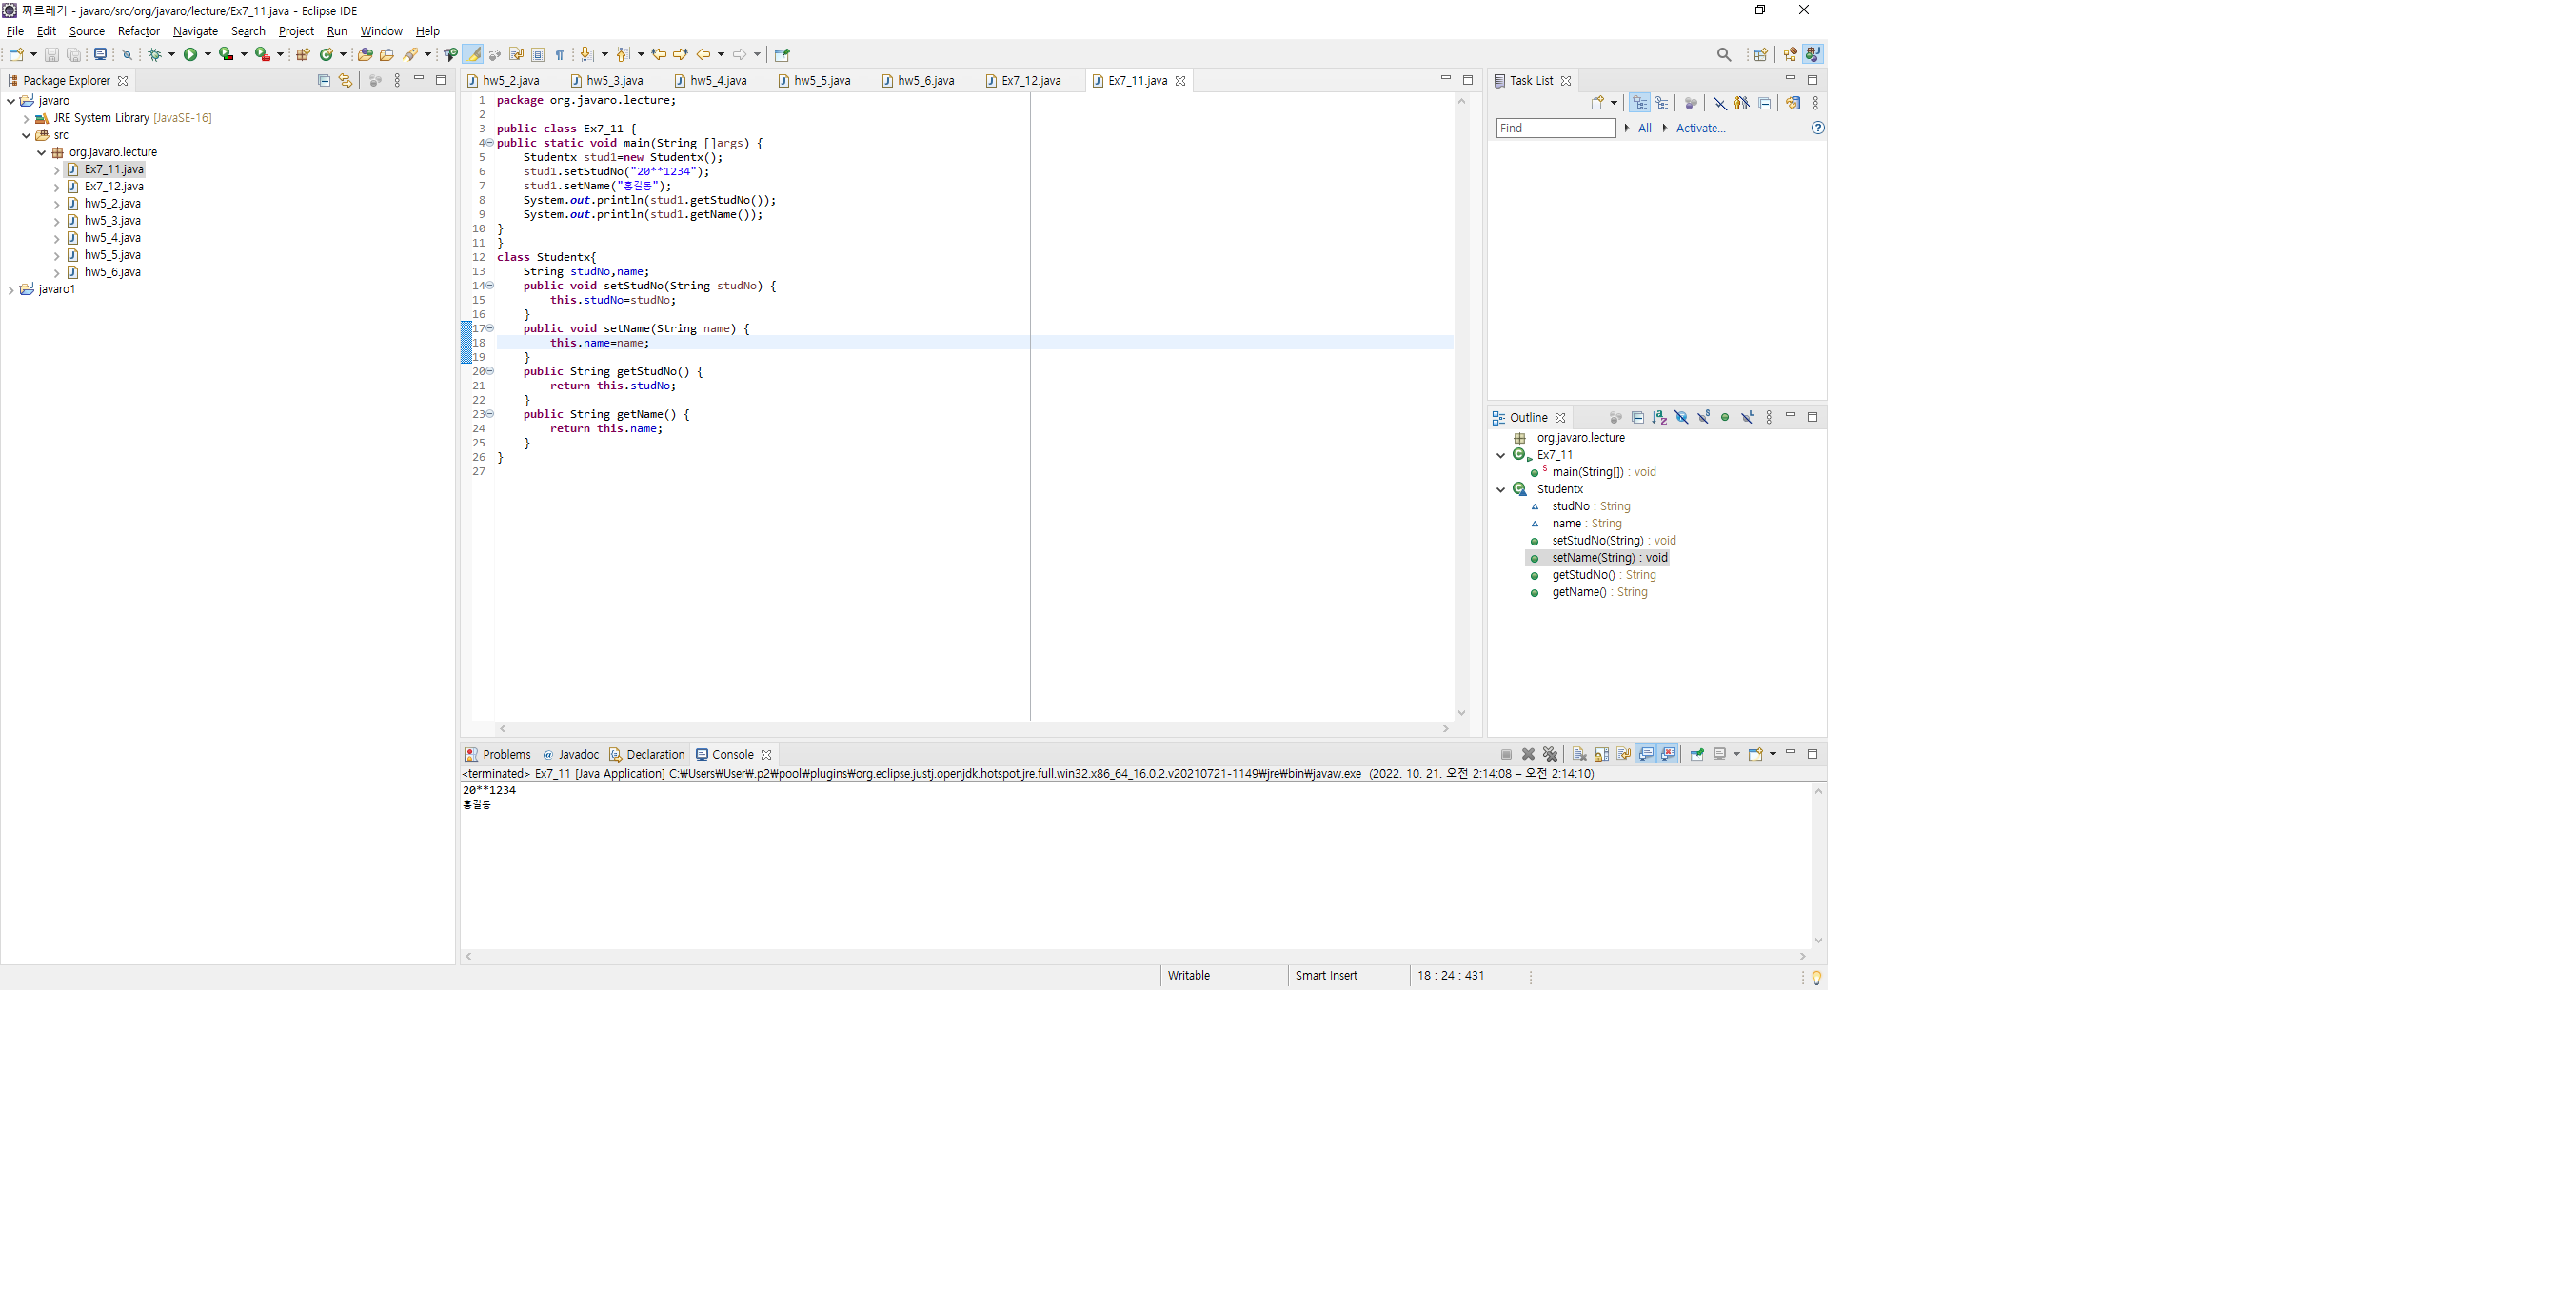 찌르레기 - javaro/src/org/javaro/lecture/Ex7_11.java - Eclipse IDE
File Edit Source Refactor Navigate Search Project Run Window Help
Package Explorer
javaro
JRE System Library [JavaSE-16]
src
org.javaro.lecture
Ex7_11.java
Ex7_12.java
hw5_2.java
hw5_3.java
hw5_4.java
hw5_5.java
hw5_6.java
javaro1
hw5_2.java hw5_3.java hw5_4.java hw5_5.java hw5_6.java Ex7_12.java Ex7_11.java
1 package org.javaro.lecture;
2
3 public class Ex7_11 {
4 public static void main(String []args) {
5 Studentx stud1=new Studentx();
6 stud1.setStudNo("20**1234");
7 stud1.setName("홍길동");
8 System.out.println(stud1.getStudNo());
9 System.out.println(stud1.getName());
10 }
11 }
12 class Studentx{
13 String studNo,name;
14 public void setStudNo(String studNo) {
15 this.studNo=studNo;
16 }
17 public void setName(String name) {
18 this.name=name;
19 }
20 public String getStudNo() {
21 return this.studNo;
22 }
23 public String getName() {
24 return this.name;
25 }
26 }
27
Task List
Find All Activate...
Outline
org.javaro.lecture
Ex7_11
main(String[]) : void
Studentx
studNo : String
name : String
setStudNo(String) : void
setName(String) : void
getStudNo() : String
getName() : String
Problems Javadoc Declaration Console
<terminated> Ex7_11 [Java Application] C:₩Users₩User₩.p2₩pool₩plugins₩org.eclipse.justj.openjdk.hotspot.jre.full.win32.x86_64_16.0.2.v20210721-1149₩jre₩bin₩javaw.exe (2022. 10. 21. 오전 2:14:08 – 오전 2:14:10)
20**1234
홍길동
Writable Smart Insert 18 : 24 : 431